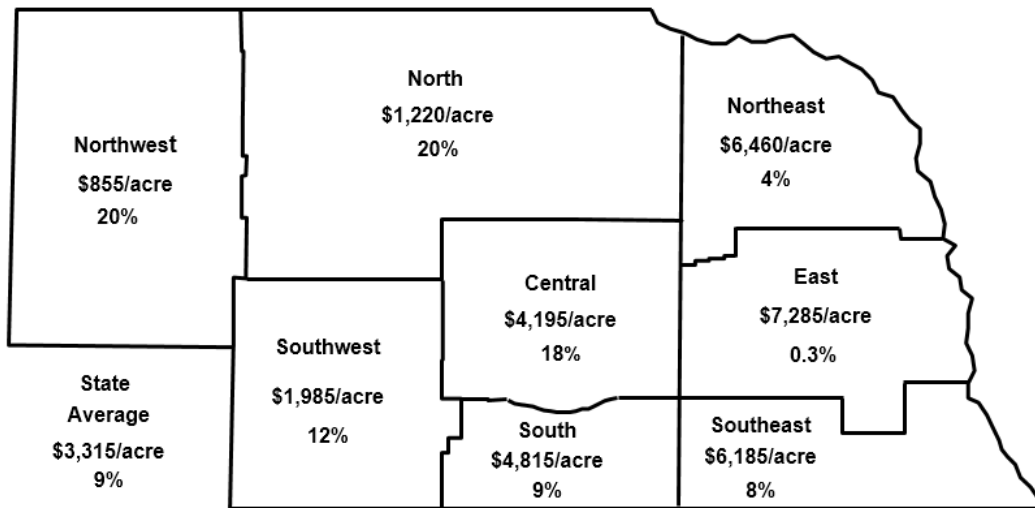 North
$1,220/acre
20%
Northwest
$855/acre
20%
Northeast
$6,460/acre
4%
Central
$4,195/acre
18%
East
$7,285/acre
0.3%
Southwest
$1,985/acre
12%
State
Average
$3,315/acre
9%
South
$4,815/acre
9%
Southeast
$6,185/acre
8%